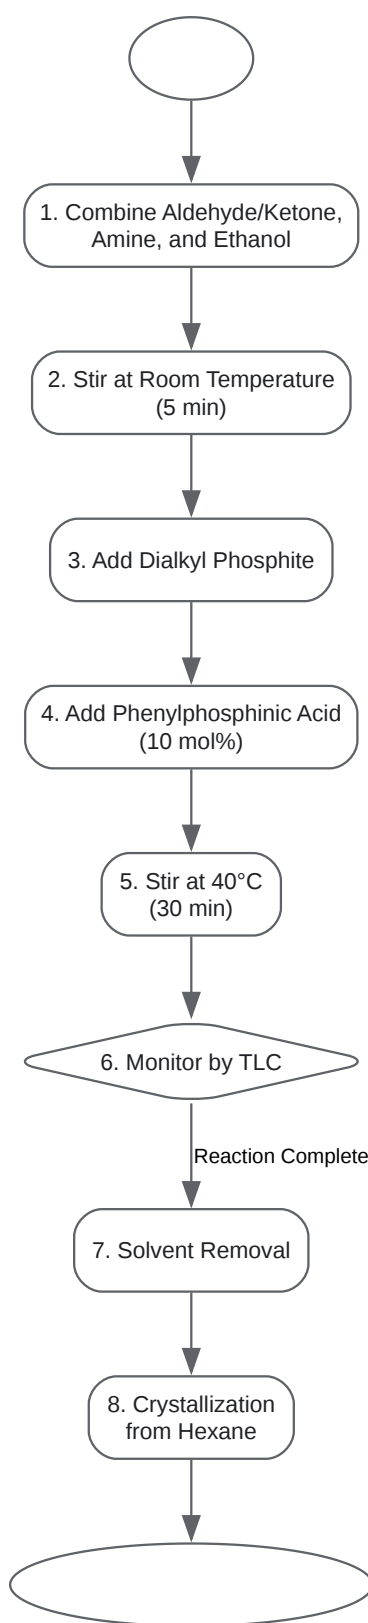 1. Combine Aldehyde/Ketone,
Amine, and Ethanol
2. Stir at Room Temperature
(5 min)
3. Add Dialkyl Phosphite
4. Add Phenylphosphinic Acid
(10 mol%)
5. Stir at 40°C
(30 min)
6. Monitor by TLC
Reaction Complete
7. Solvent Removal
8. Crystallization
from Hexane